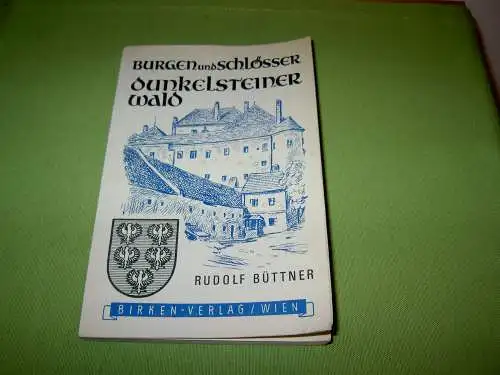 BURGEN und SCHLÖSSER
DUNKELSTEINER
WALD
RUDOLF BÜTTNER
BIRKEN-VERLAG/WIEN